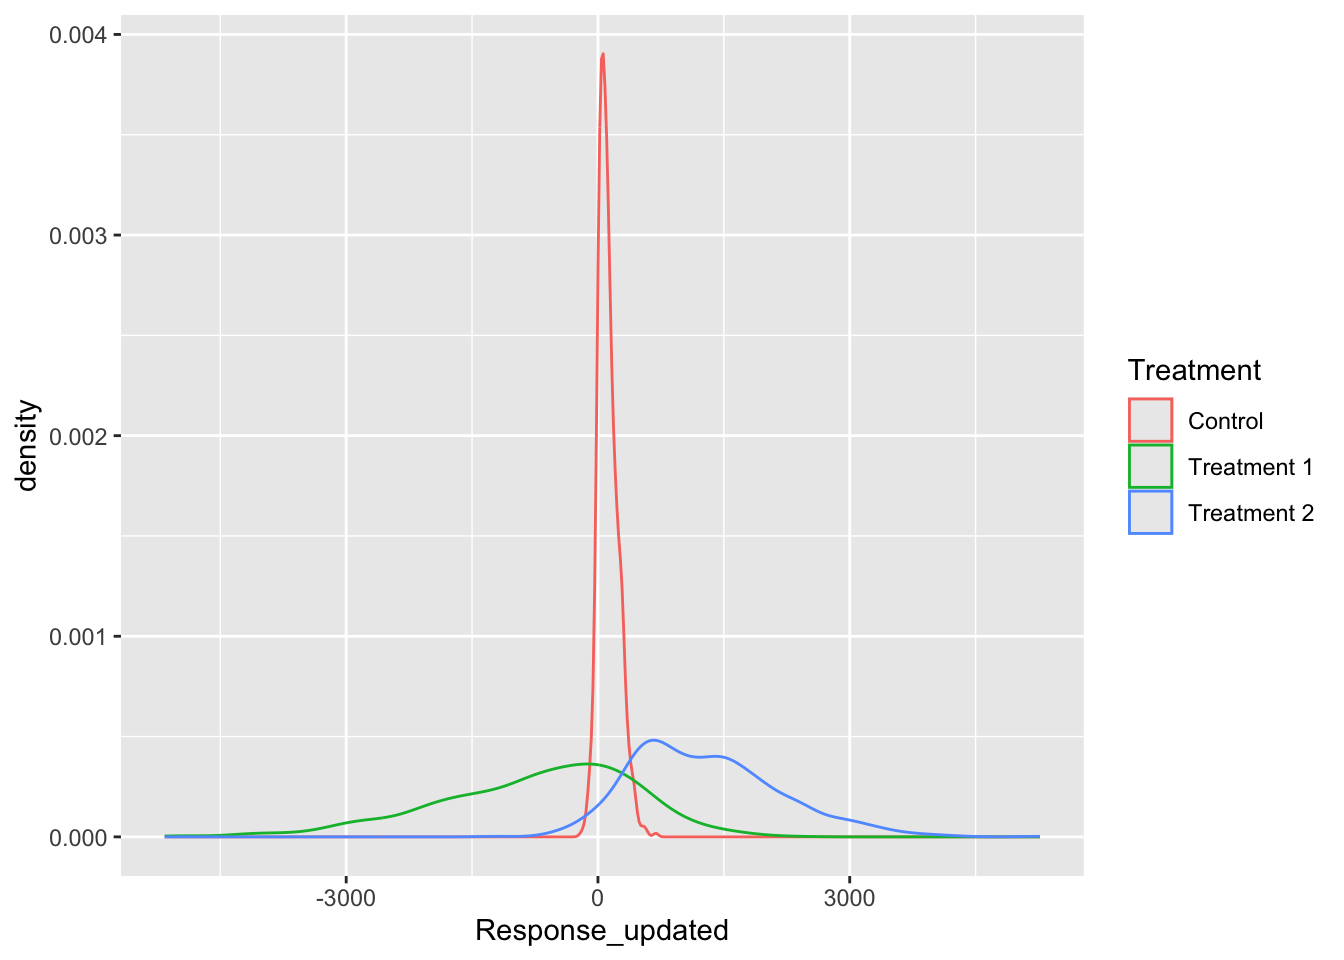 0.004
0.003
0.002
0.001
0.000
density
-3000
0
3000
Response_updated
Treatment
Control
Treatment 1
Treatment 2